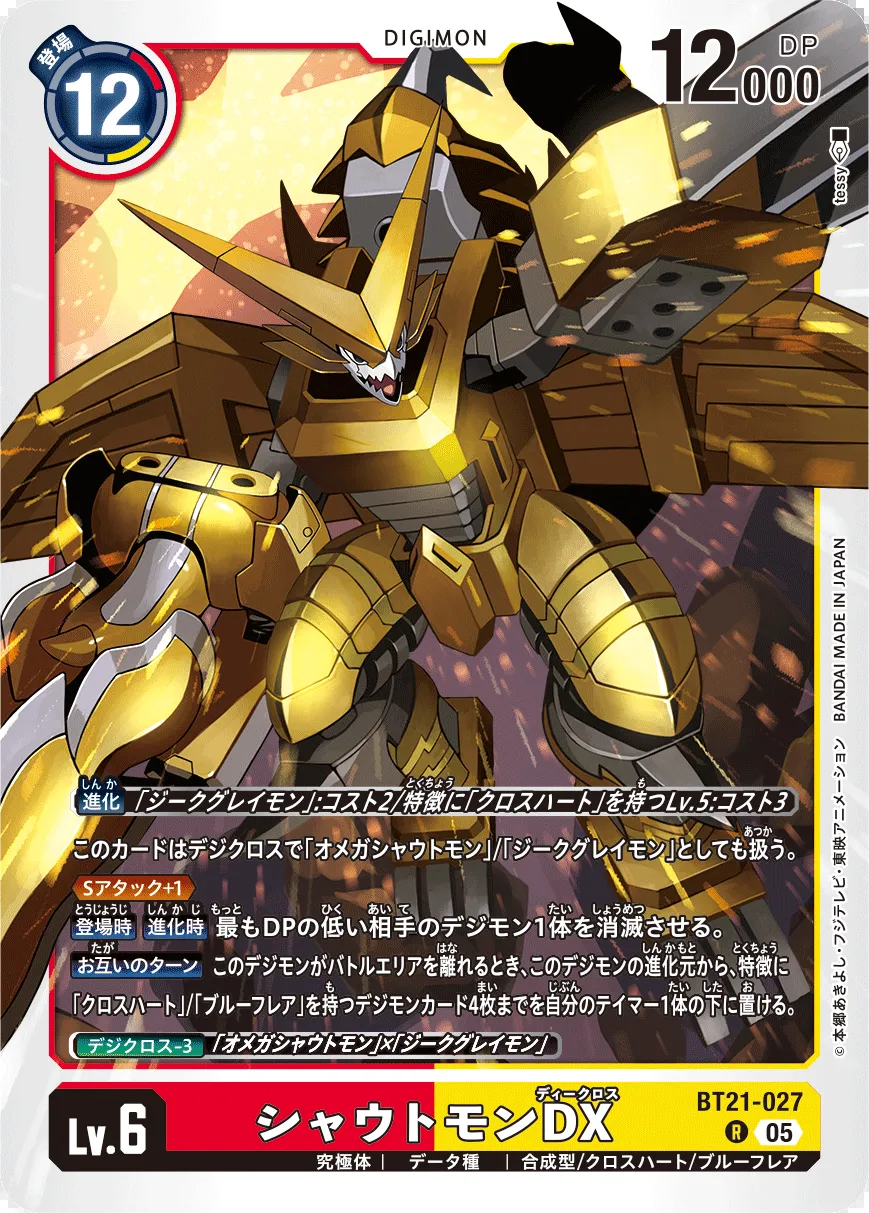 DIGIMON
登場
12
12000
DP
tessy
進化 「ジークグレイモン」:コスト2/特徴に「クロスハート」を持つLv.5:コスト3
このカードはデジクロスで「オメガシャウトモン」/「ジークグレイモン」としても扱う。
Sアタック+1
登場時 進化時 最もDPの低い相手のデジモン1体を消滅させる。
お互いのターン このデジモンがバトルエリアを離れるとき、このデジモンの進化元から、特徴に
「クロスハート」/「ブルーフレア」を持つデジモンカード4枚までを自分のテイマー1体の下に置ける。
デジクロス-3 「オメガシャウトモン」×「ジークグレイモン」
©本郷あきよし・フジテレビ・東映アニメーション BANDAI MADE IN JAPAN
Lv.6
ディークロス
シャウトモンDX
BT21-027
R 05
究極体 | データ種 | 合成型/クロスハート/ブルーフレア